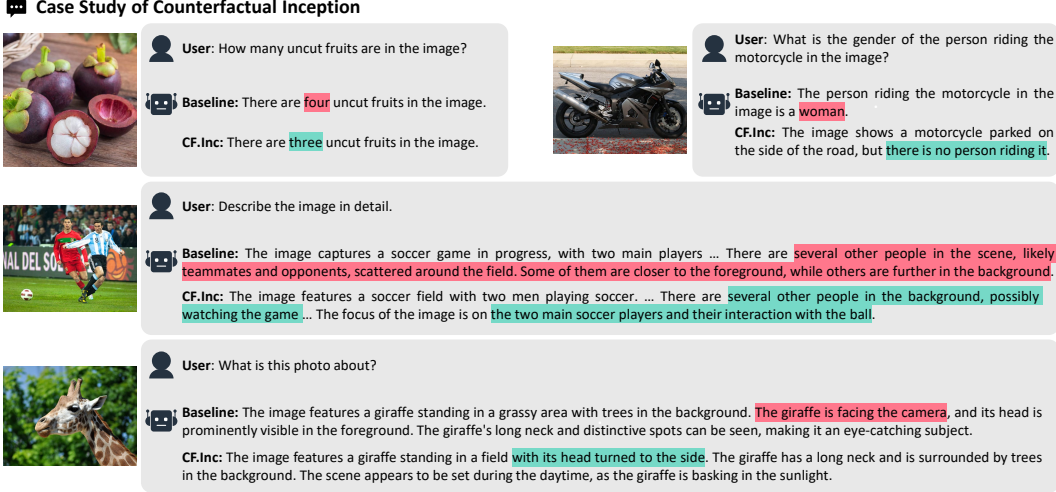 Case Study of Counterfactual Inception
User: How many uncut fruits are in the image?
Baseline: There are four uncut fruits in the image.
CF.Inc: There are three uncut fruits in the image.
User: What is the gender of the person riding the
motorcycle in the image?
Baseline: The person riding the motorcycle in the
image is a woman.
CF.Inc: The image shows a motorcycle parked on
the side of the road, but there is no person riding it.
NAL DEL SO
User: Describe the image in detail.
Baseline: The image captures a soccer game in progress, with two main players … There are several other people in the scene, likely
teammates and opponents, scattered around the field. Some of them are closer to the foreground, while others are further in the background.
CF.Inc: The image features a soccer field with two men playing soccer. … There are several other people in the background, possibly
watching the game … The focus of the image is on the two main soccer players and their interaction with the ball.
User: What is this photo about?
Baseline: The image features a giraffe standing in a grassy area with trees in the background. The giraffe is facing the camera, and its head is
prominently visible in the foreground. The giraffe's long neck and distinctive spots can be seen, making it an eye-catching subject.
CF.Inc: The image features a giraffe standing in a field with its head turned to the side. The giraffe has a long neck and is surrounded by trees
in the background. The scene appears to be set during the daytime, as the giraffe is basking in the sunlight.